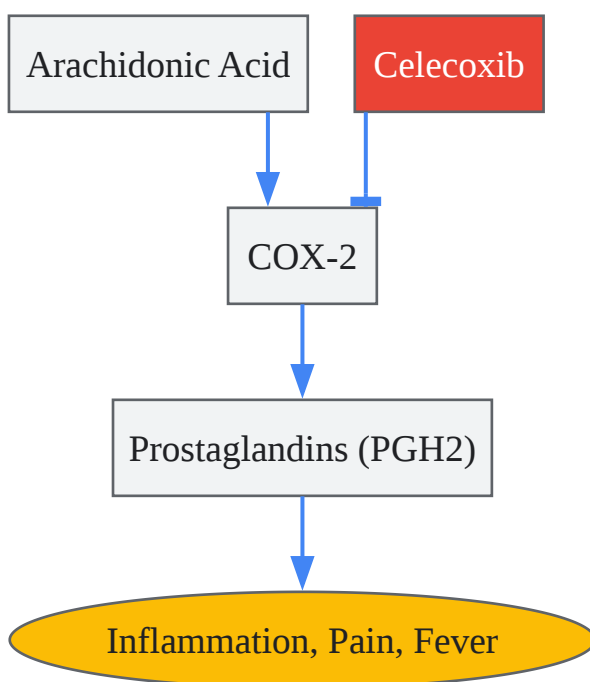 Arachidonic Acid
Celecoxib
COX-2
Prostaglandins (PGH2)
Inflammation, Pain, Fever